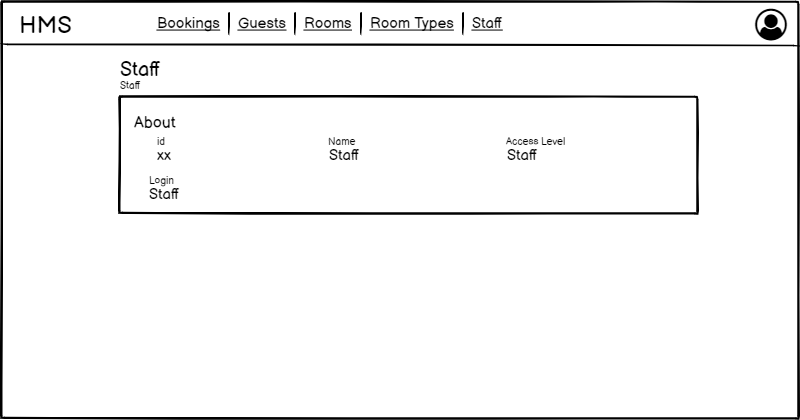 HMS Bookings Guests Rooms Room Types Staff
Staff
Staff
About
id Name Access Level
xx Staff Staff
Login
Staff